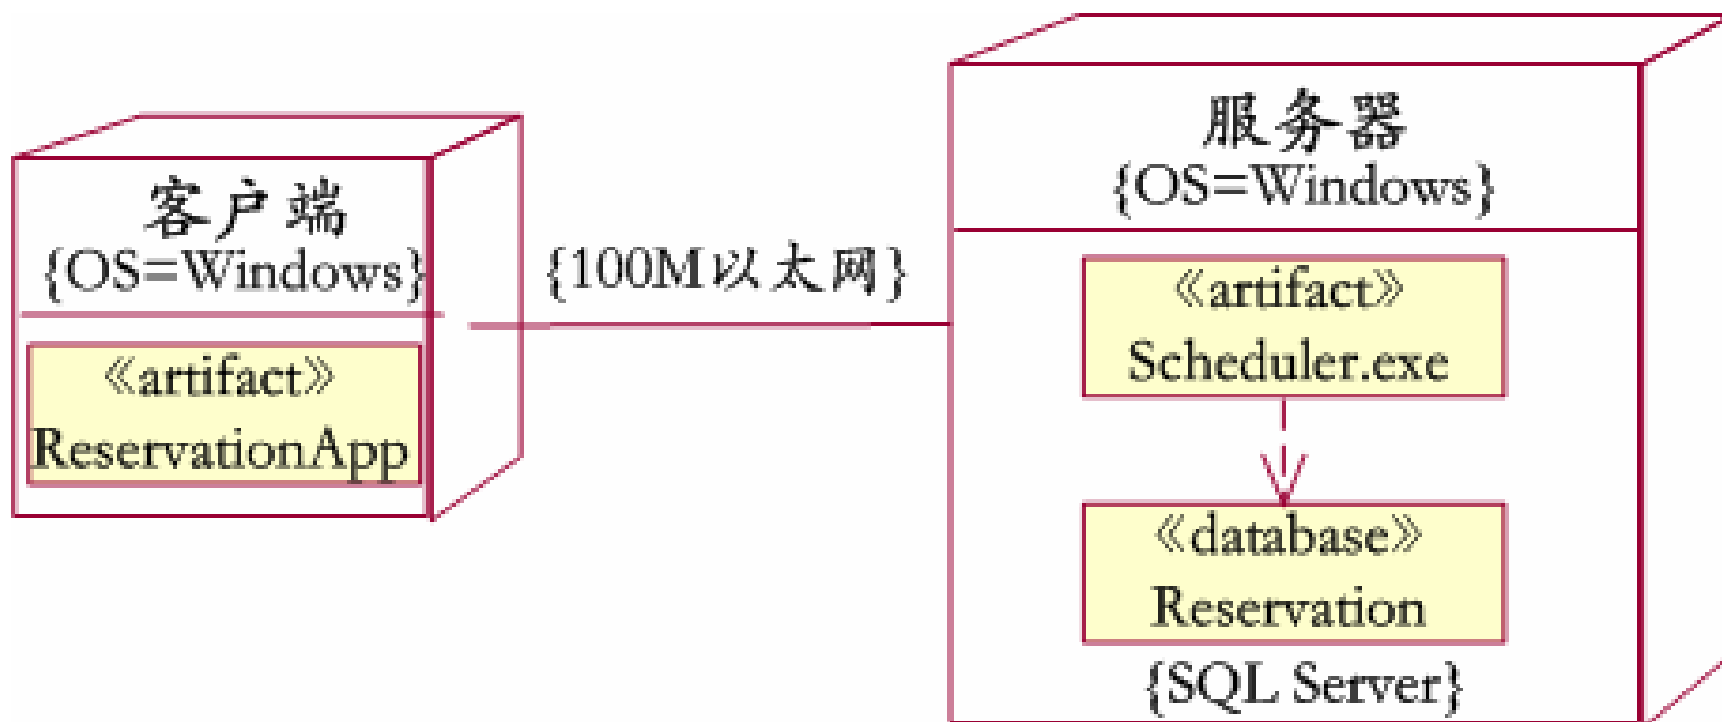 客户端
{OS=Windows}
《artifact》
ReservationApp
{100M以太网}
服务器
{OS=Windows}
《artifact》
Scheduler.exe
《database》
Reservation
{SQL Server}